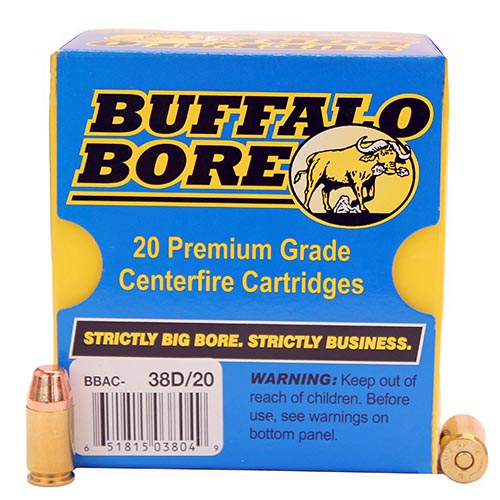 BUFFALO
BORE
20 Premium Grade
Centerfire Cartridges
STRICTLY BIG BORE. STRICTLY BUSINESS.
BBAC- 38D/20
6 51815 03804 9
WARNING: Keep out of
reach of children. Before
use, see warnings on
bottom panel.